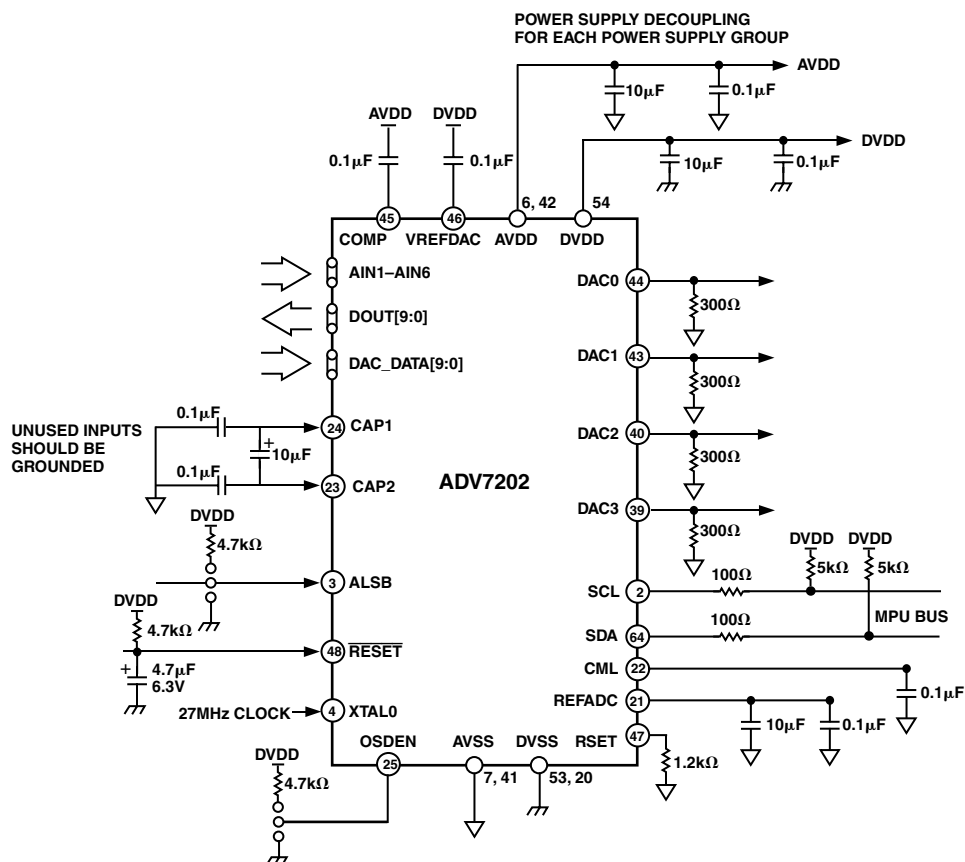 POWER SUPPLY DECOUPLING
FOR EACH POWER SUPPLY GROUP
AVDD
10μF
0.1μF
AVDD
DVDD
DVDD
0.1μF
0.1μF
10μF
0.1μF
6, 42
54
45
46
COMP
VREFDAC
AVDD
DVDD
AIN1–AIN6
DOUT[9:0]
DAC_DATA[9:0]
DAC0
44
300Ω
DAC1
43
300Ω
DAC2
40
300Ω
DAC3
39
300Ω
UNUSED INPUTS
SHOULD BE
GROUNDED
0.1μF
24
CAP1
+
10μF
0.1μF
23
CAP2
ADV7202
DVDD
4.7kΩ
3
ALSB
DVDD
4.7kΩ
48
RESET
+
4.7μF
6.3V
27MHz CLOCK
4
XTAL0
DVDD
DVDD
5kΩ
5kΩ
SCL
2
100Ω
MPU BUS
SDA
64
100Ω
CML
22
0.1μF
REFADC
21
10μF
0.1μF
RSET
47
1.2kΩ
OSDEN
AVSS
DVSS
25
7, 41
53, 20
DVDD
4.7kΩ